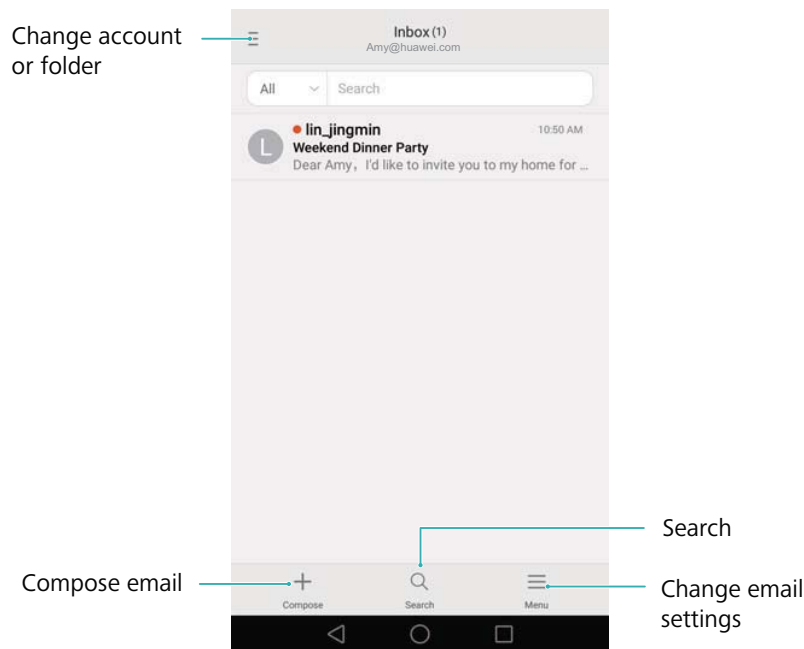 Change account
or folder
Inbox (1)
Amy@huawei.com
All
Search
L
lin_jingmin
10:50 AM
Weekend Dinner Party
Dear Amy，I'd like to invite you to my home for ...
Search
Compose email
Compose
Search
Menu
Change email
settings